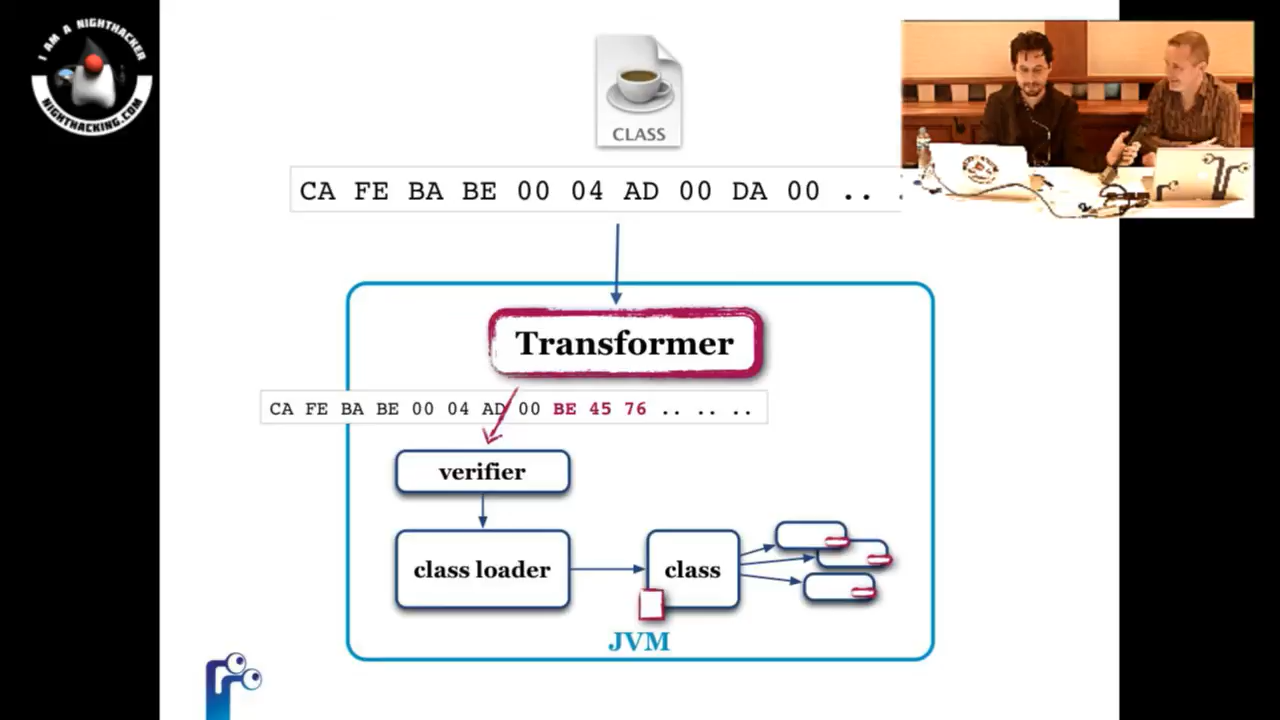 I AM A NIGHTHACKER
NIGHTHACKING.COM
CLASS
CA FE BA BE 00 04 AD 00 DA 00 ..
Transformer
CA FE BA BE 00 04 AD 00 BE 45 76 .. .. ..
verifier
class loader
class
JVM